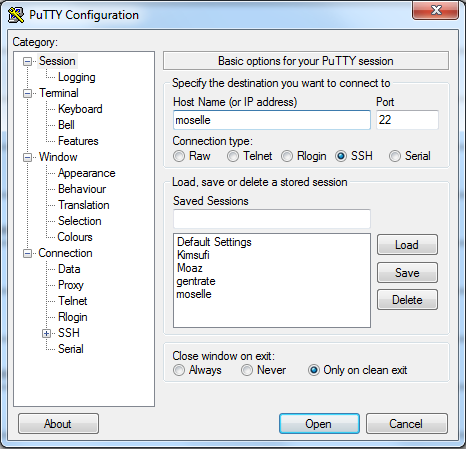 PuTTY Configuration
Category:
Session
Logging
Terminal
Keyboard
Bell
Features
Window
Appearance
Behaviour
Translation
Selection
Colours
Connection
Data
Proxy
Telnet
Rlogin
SSH
Serial
Basic options for your PuTTY session
Specify the destination you want to connect to
Host Name (or IP address) Port
moselle 22
Connection type:
Raw Telnet Rlogin SSH Serial
Load, save or delete a stored session
Saved Sessions
Default Settings
Kimsufi
Moaz
gentrate
moselle
Load
Save
Delete
Close window on exit:
Always Never Only on clean exit
About Open Cancel